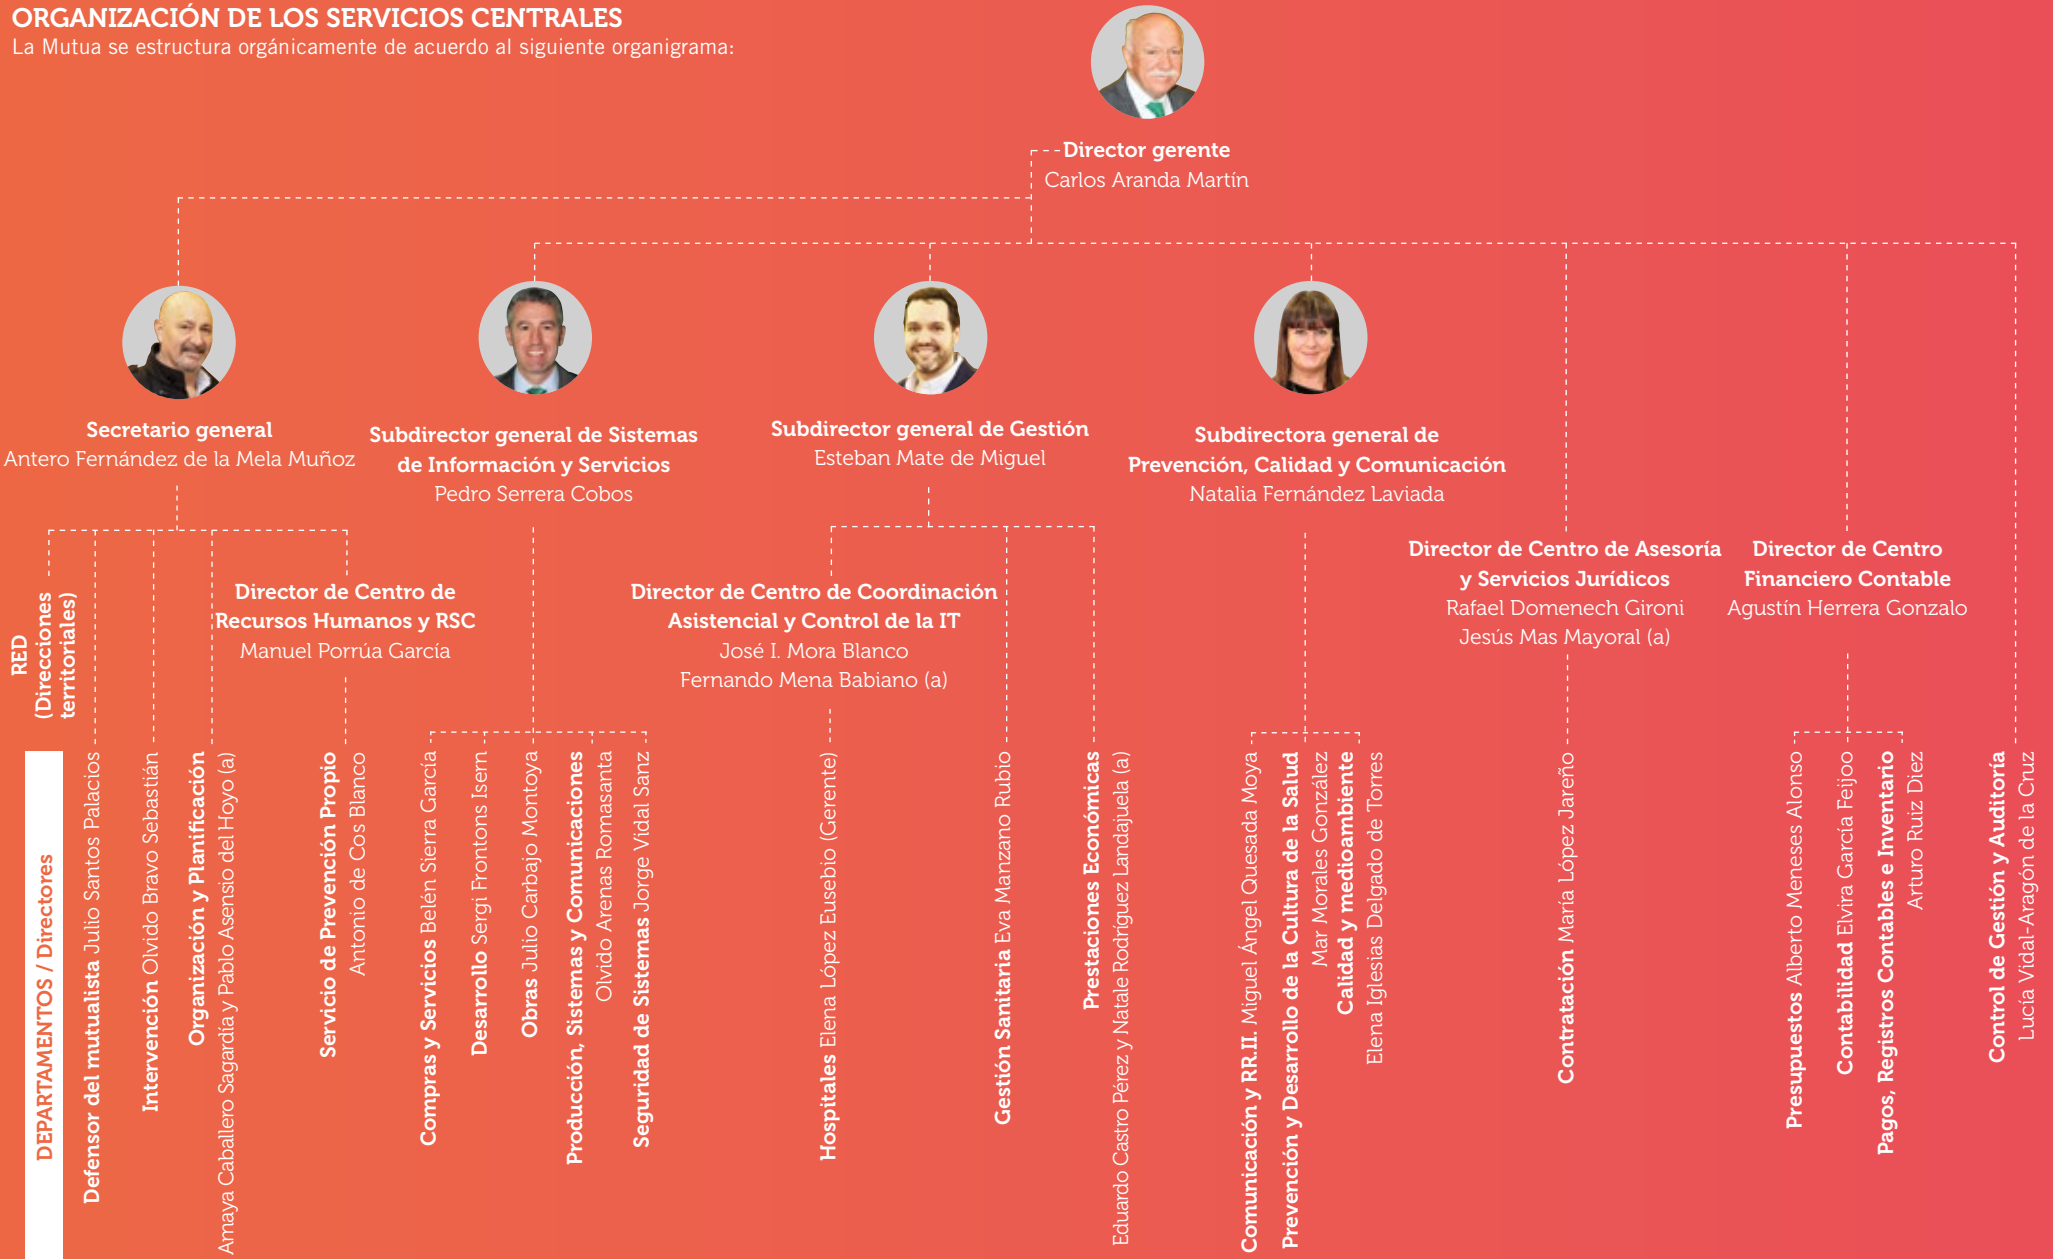 ORGANIZACIÓN DE LOS SERVICIOS CENTRALES
La Mutua se estructura orgánicamente de acuerdo al siguiente organigrama:
Director gerente
Carlos Aranda Martín
Secretario general
Antero Fernández de la Mela Muñoz
Subdirector general de Sistemas
de Información y Servicios
Pedro Serrera Cobos
Subdirector general de Gestión
Esteban Mate de Miguel
Subdirectora general de
Prevención, Calidad y Comunicación
Natalia Fernández Laviada
Director de Centro de Asesoría
y Servicios Jurídicos
Rafael Domenech Gironi
Jesús Mas Mayoral (a)
Director de Centro
Financiero Contable
Agustín Herrera Gonzalo
RED
(Direcciones
territoriales)
Director de Centro de
Recursos Humanos y RSC
Manuel Porrúa García
Director de Centro de Coordinación
Asistencial y Control de la IT
José I. Mora Blanco
Fernando Mena Babiano (a)
DEPARTAMENTOS / Directores
Defensor del mutualista Julio Santos Palacios
Intervención Olvido Bravo Sebastián
Organización y Planificación
Amaya Caballero Sagardía y Pablo Asensio del Hoyo (a)
Servicio de Prevención Propio
Antonio de Cos Blanco
Compras y Servicios Belén Sierra García
Desarrollo Sergi Frontons Isern
Obras Julio Carbajo Montoya
Producción, Sistemas y Comunicaciones
Olvido Arenas Romasanta
Seguridad de Sistemas Jorge Vidal Sanz
Hospitales Elena López Eusebio (Gerente)
Gestión Sanitaria Eva Manzano Rubio
Prestaciones Económicas
Eduardo Castro Pérez y Natale Rodríguez Landajuela (a)
Comunicación y RR.II. Miguel Ángel Quesada Moya
Prevención y Desarrollo de la Cultura de la Salud
Mar Morales González
Calidad y medioambiente
Elena Iglesias Delgado de Torres
Contratación María López Jareño
Presupuestos Alberto Meneses Alonso
Contabilidad Elvira García Feijoo
Pagos, Registros Contables e Inventario
Arturo Ruiz Diez
Control de Gestión y Auditoría
Lucía Vidal-Aragón de la Cruz